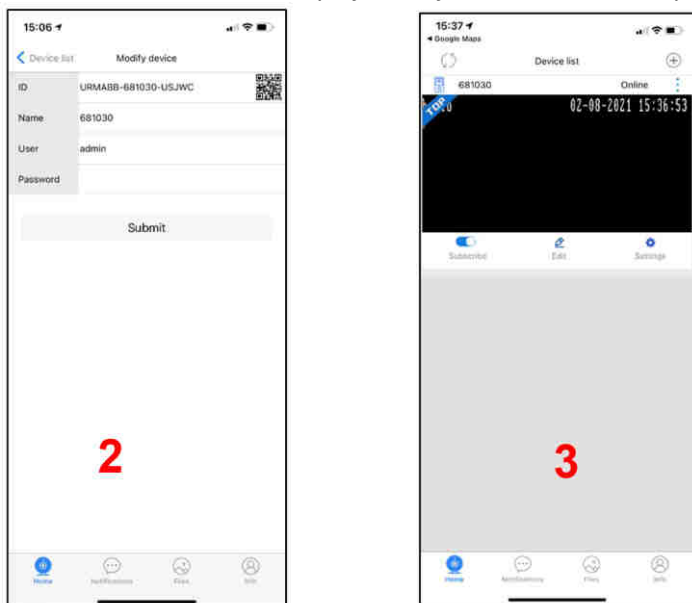 15:06
Device list Modify device
ID URMABB-681030-USJWC
Name 681030
User admin
Password
Submit
2
Home Notifications Files Info
15:37
Google Maps
Device list
681030 Online
TOP
02-08-2021 15:36:53
Subscribe Edit Settings
3
Home Notifications Files Info